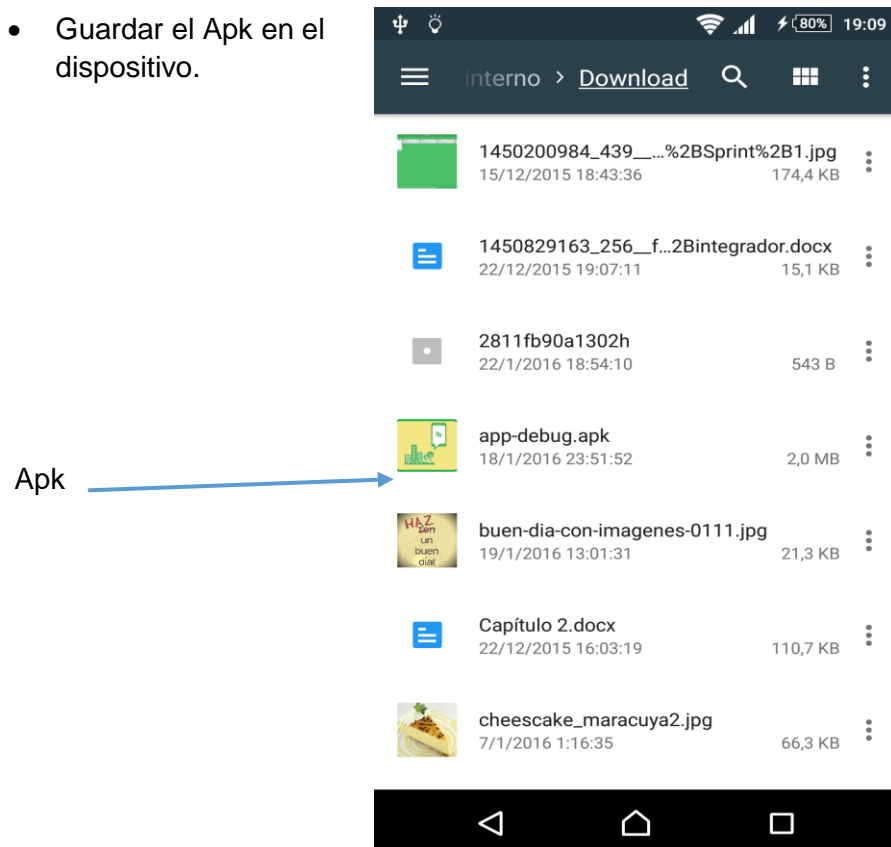 • Guardar el Apk en el
dispositivo.
Apk
80% 19:09
interno > Download
1450200984_439__...%2BSprint%2B1.jpg
15/12/2015 18:43:36 174,4 KB
1450829163_256__f...2Bintegrador.docx
22/12/2015 19:07:11 15,1 KB
2811fb90a1302h
22/1/2016 18:54:10 543 B
app-debug.apk
18/1/2016 23:51:52 2,0 MB
HAZ
ten
un
buen
día!
buen-dia-con-imagenes-0111.jpg
19/1/2016 13:01:31 21,3 KB
Capítulo 2.docx
22/12/2015 16:03:19 110,7 KB
cheescake_maracuya2.jpg
7/1/2016 1:16:35 66,3 KB